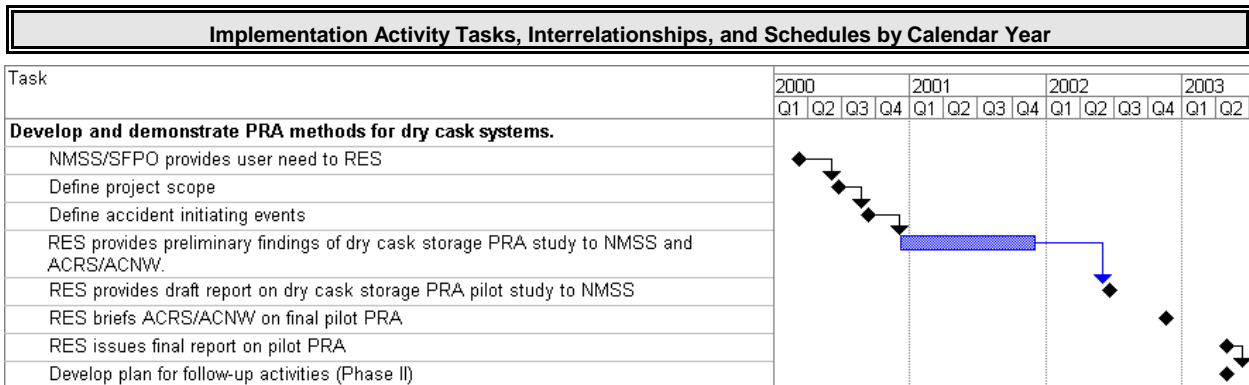 Implementation Activity Tasks, Interrelationships, and Schedules by Calendar Year
Task
2000 2001 2002 2003
Q1 Q2 Q3 Q4 Q1 Q2 Q3 Q4 Q1 Q2 Q3 Q4 Q1 Q2
Develop and demonstrate PRA methods for dry cask systems.
NMSS/SFPO provides user need to RES
Define project scope
Define accident initiating events
RES provides preliminary findings of dry cask storage PRA study to NMSS and
ACRS/ACNW.
RES provides draft report on dry cask storage PRA pilot study to NMSS
RES briefs ACRS/ACNW on final pilot PRA
RES issues final report on pilot PRA
Develop plan for follow-up activities (Phase II)